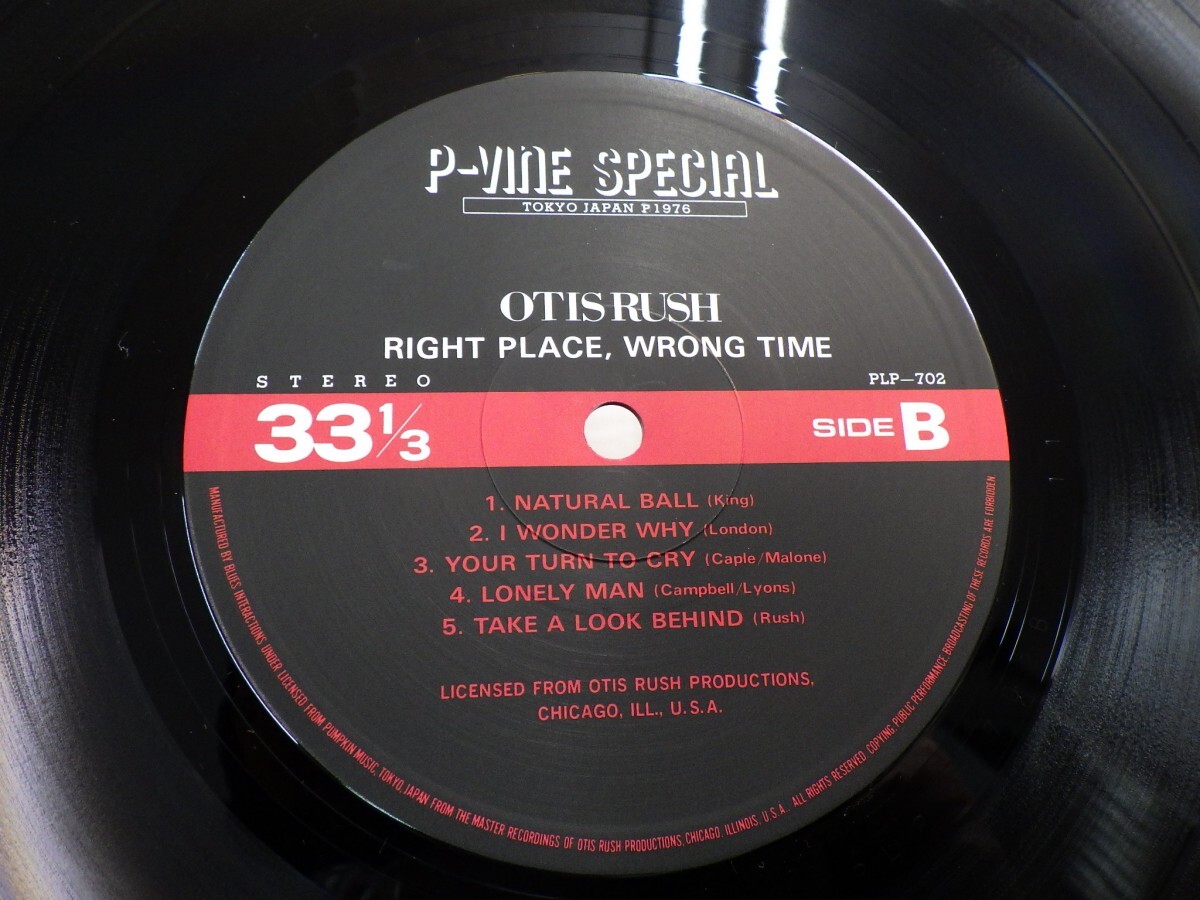 P-VINE SPECIAL
TOKYO JAPAN P1976
OTIS RUSH
RIGHT PLACE, WRONG TIME
STEREO
PLP-702
33 1/3
SIDE B
1. NATURAL BALL (King)
2. I WONDER WHY (London)
3. YOUR TURN TO CRY (Caple/Malone)
4. LONELY MAN (Campbell/Lyons)
5. TAKE A LOOK BEHIND (Rush)
LICENSED FROM OTIS RUSH PRODUCTIONS,
CHICAGO, ILL., U.S.A.
MANUFACTURED BY BLUES INTERACTIONS UNDER LICENSED FROM PUMPKIN MUSIC, TOKYO, JAPAN FROM THE MASTER RECORDINGS OF OTIS RUSH PRODUCTIONS, CHICAGO, ILLINOIS, U.S.A. ALL RIGHTS RESERVED. COPYING, PUBLIC PERFORMANCE, BROADCASTING OF THESE RECORDS ARE FORBIDDEN